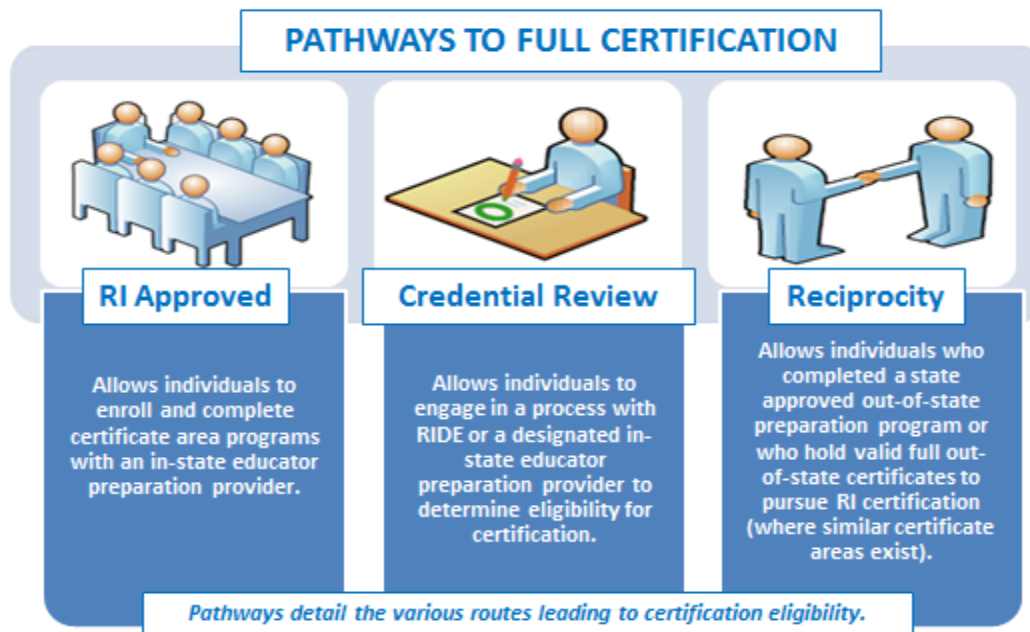 PATHWAYS TO FULL CERTIFICATION
RI Approved
Allows individuals to
enroll and complete
certificate area programs
with an in-state educator
preparation provider.
Credential Review
Allows individuals to
engage in a process with
RIDE or a designated in-
state educator
preparation provider to
determine eligibility for
certification.
Reciprocity
Allows individuals who
completed a state
approved out-of-state
preparation program or
who hold valid full out-
of-state certificates to
pursue RI certification
(where similar certificate
areas exist).
Pathways detail the various routes leading to certification eligibility.